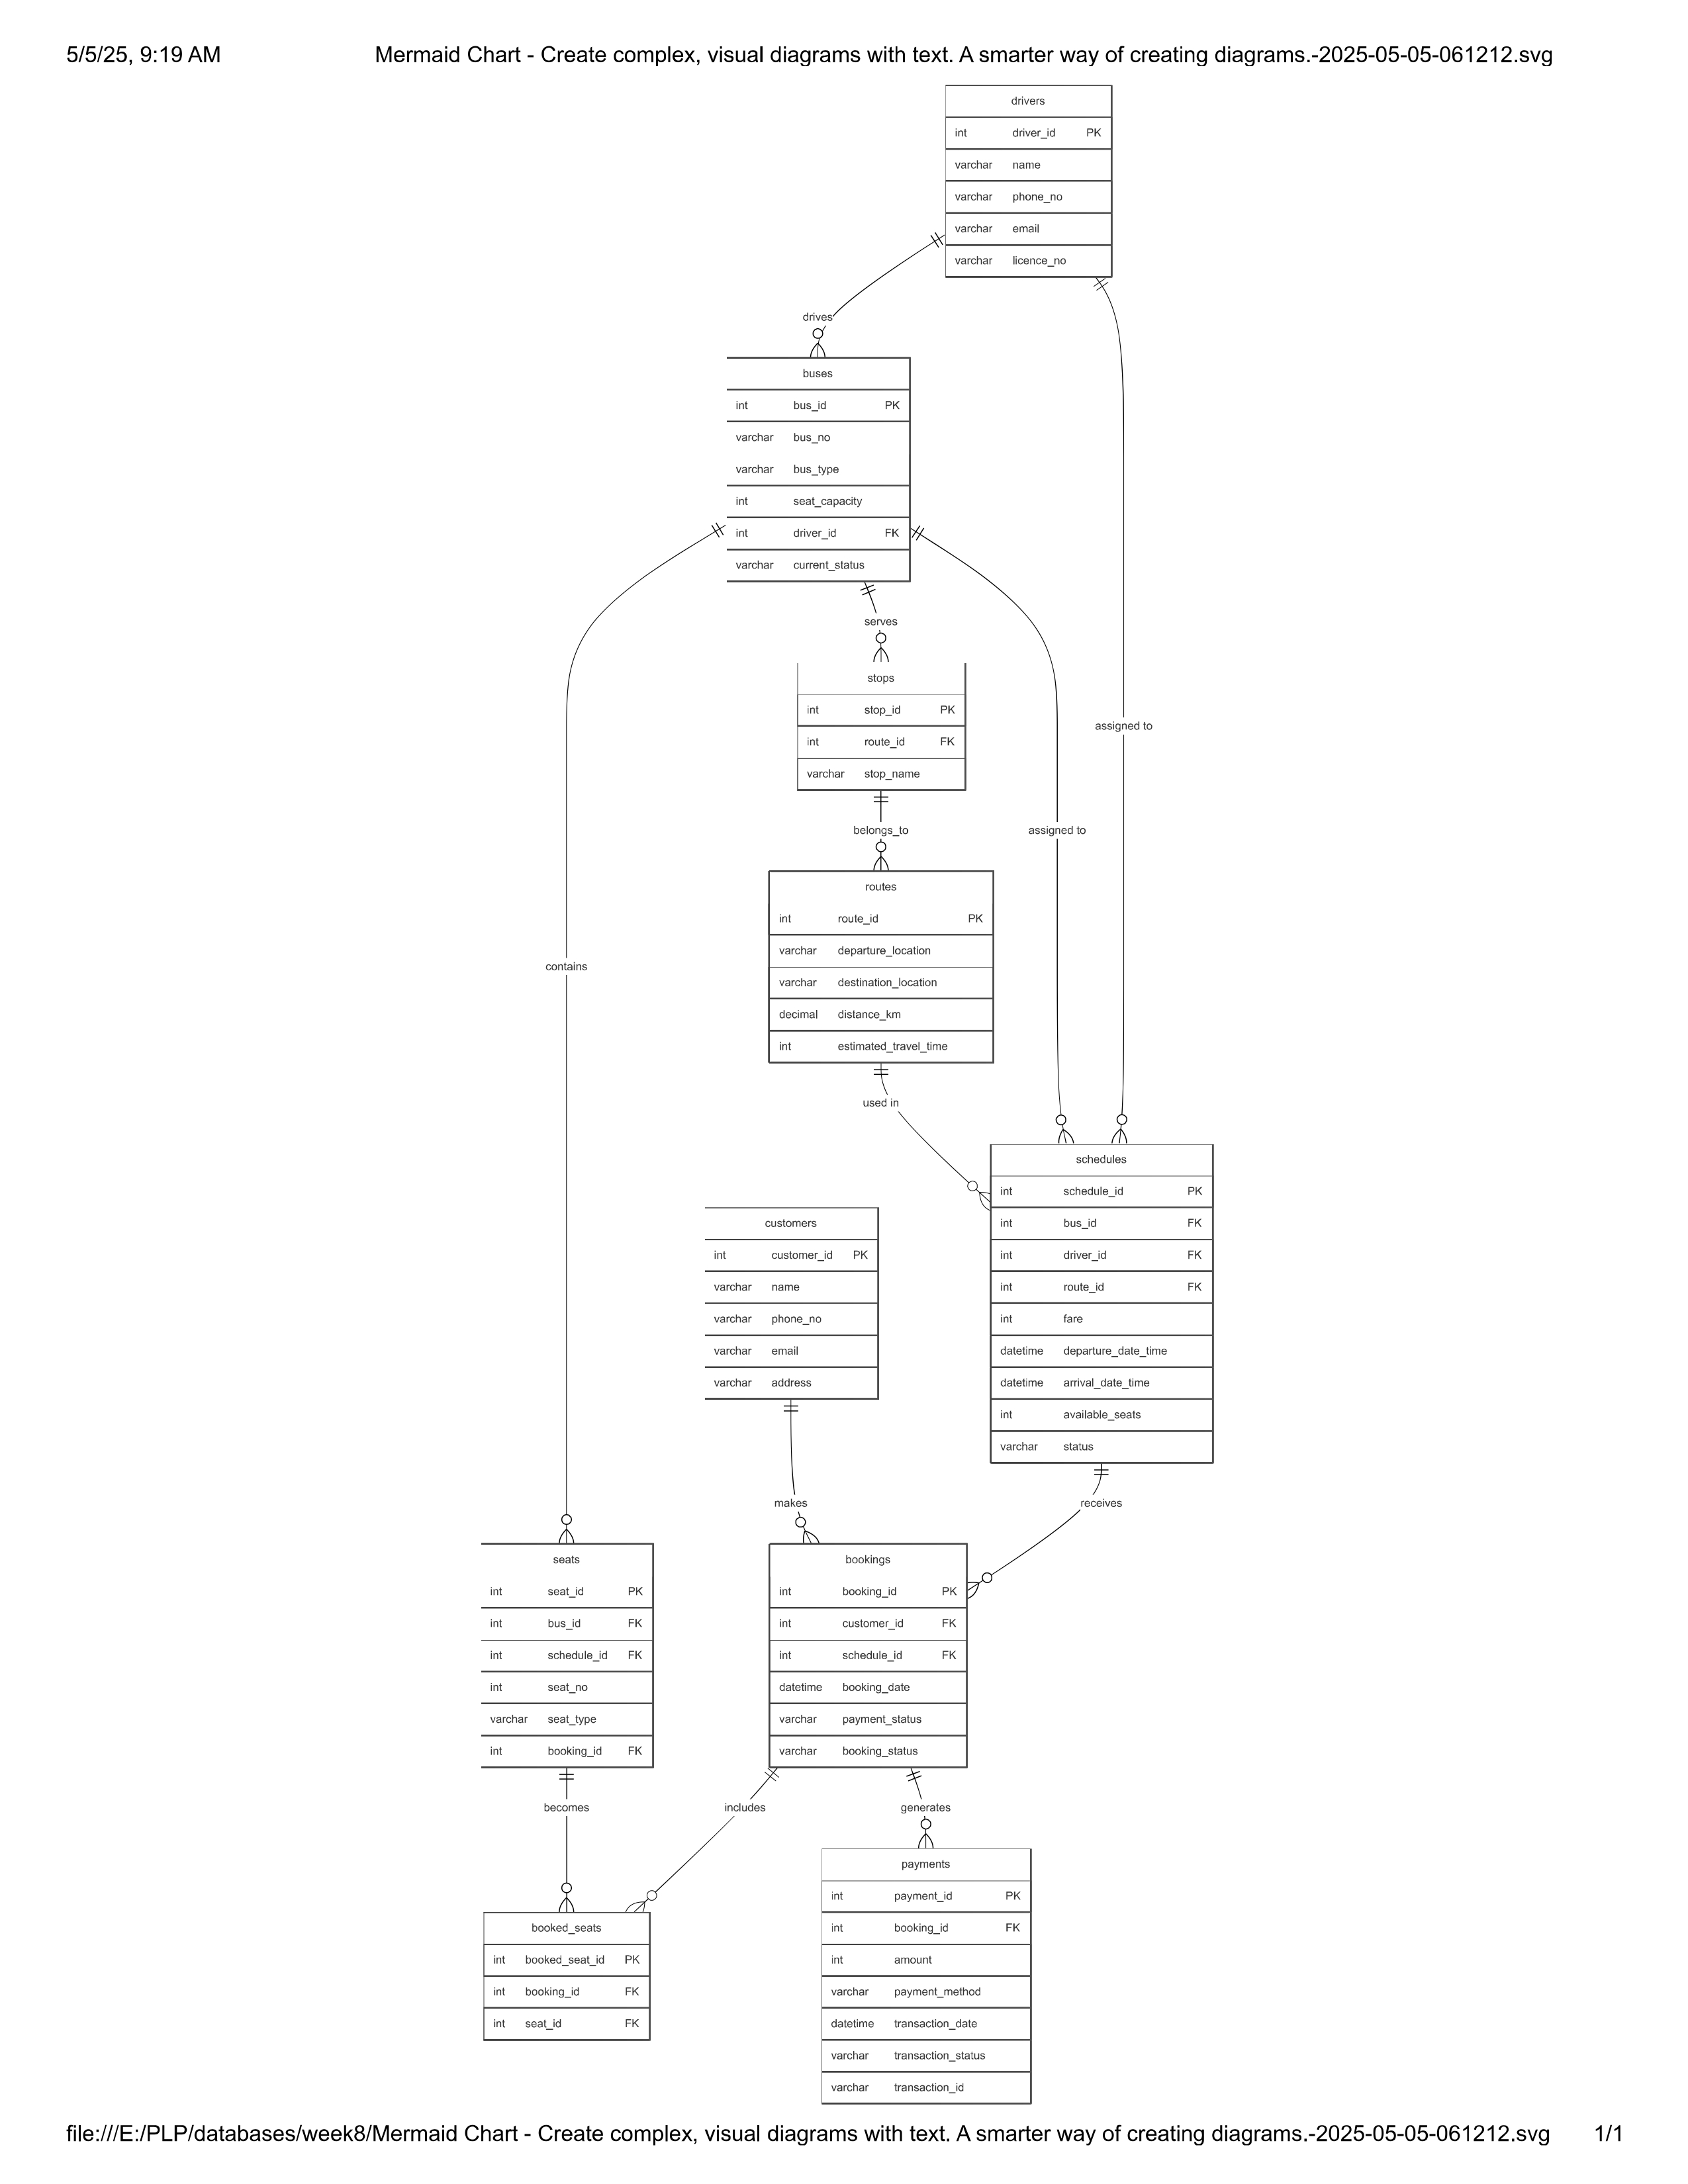 5/5/25, 9:19 AM Mermaid Chart - Create complex, visual diagrams with text. A smarter way of creating diagrams.-2025-05-05-061212.svg
drivers
int driver_id PK
varchar name
varchar phone_no
varchar email
varchar licence_no
drives
buses
int bus_id PK
varchar bus_no
varchar bus_type
int seat_capacity
int driver_id FK
varchar current_status
serves
stops
int stop_id PK
int route_id FK
varchar stop_name
assigned to
belongs_to
assigned to
routes
int route_id PK
varchar departure_location
varchar destination_location
decimal distance_km
int estimated_travel_time
contains
used in
schedules
int schedule_id PK
int bus_id FK
int driver_id FK
int route_id FK
int fare
datetime departure_date_time
datetime arrival_date_time
int available_seats
varchar status
customers
int customer_id PK
varchar name
varchar phone_no
varchar email
varchar address
makes
receives
seats
int seat_id PK
int bus_id FK
int schedule_id FK
int seat_no
varchar seat_type
int booking_id FK
bookings
int booking_id PK
int customer_id FK
int schedule_id FK
datetime booking_date
varchar payment_status
varchar booking_status
becomes
includes
generates
booked_seats
int booked_seat_id PK
int booking_id FK
int seat_id FK
payments
int payment_id PK
int booking_id FK
int amount
varchar payment_method
datetime transaction_date
varchar transaction_status
varchar transaction_id
file:///E:/PLP/databases/week8/Mermaid Chart - Create complex, visual diagrams with text. A smarter way of creating diagrams.-2025-05-05-061212.svg 1/1